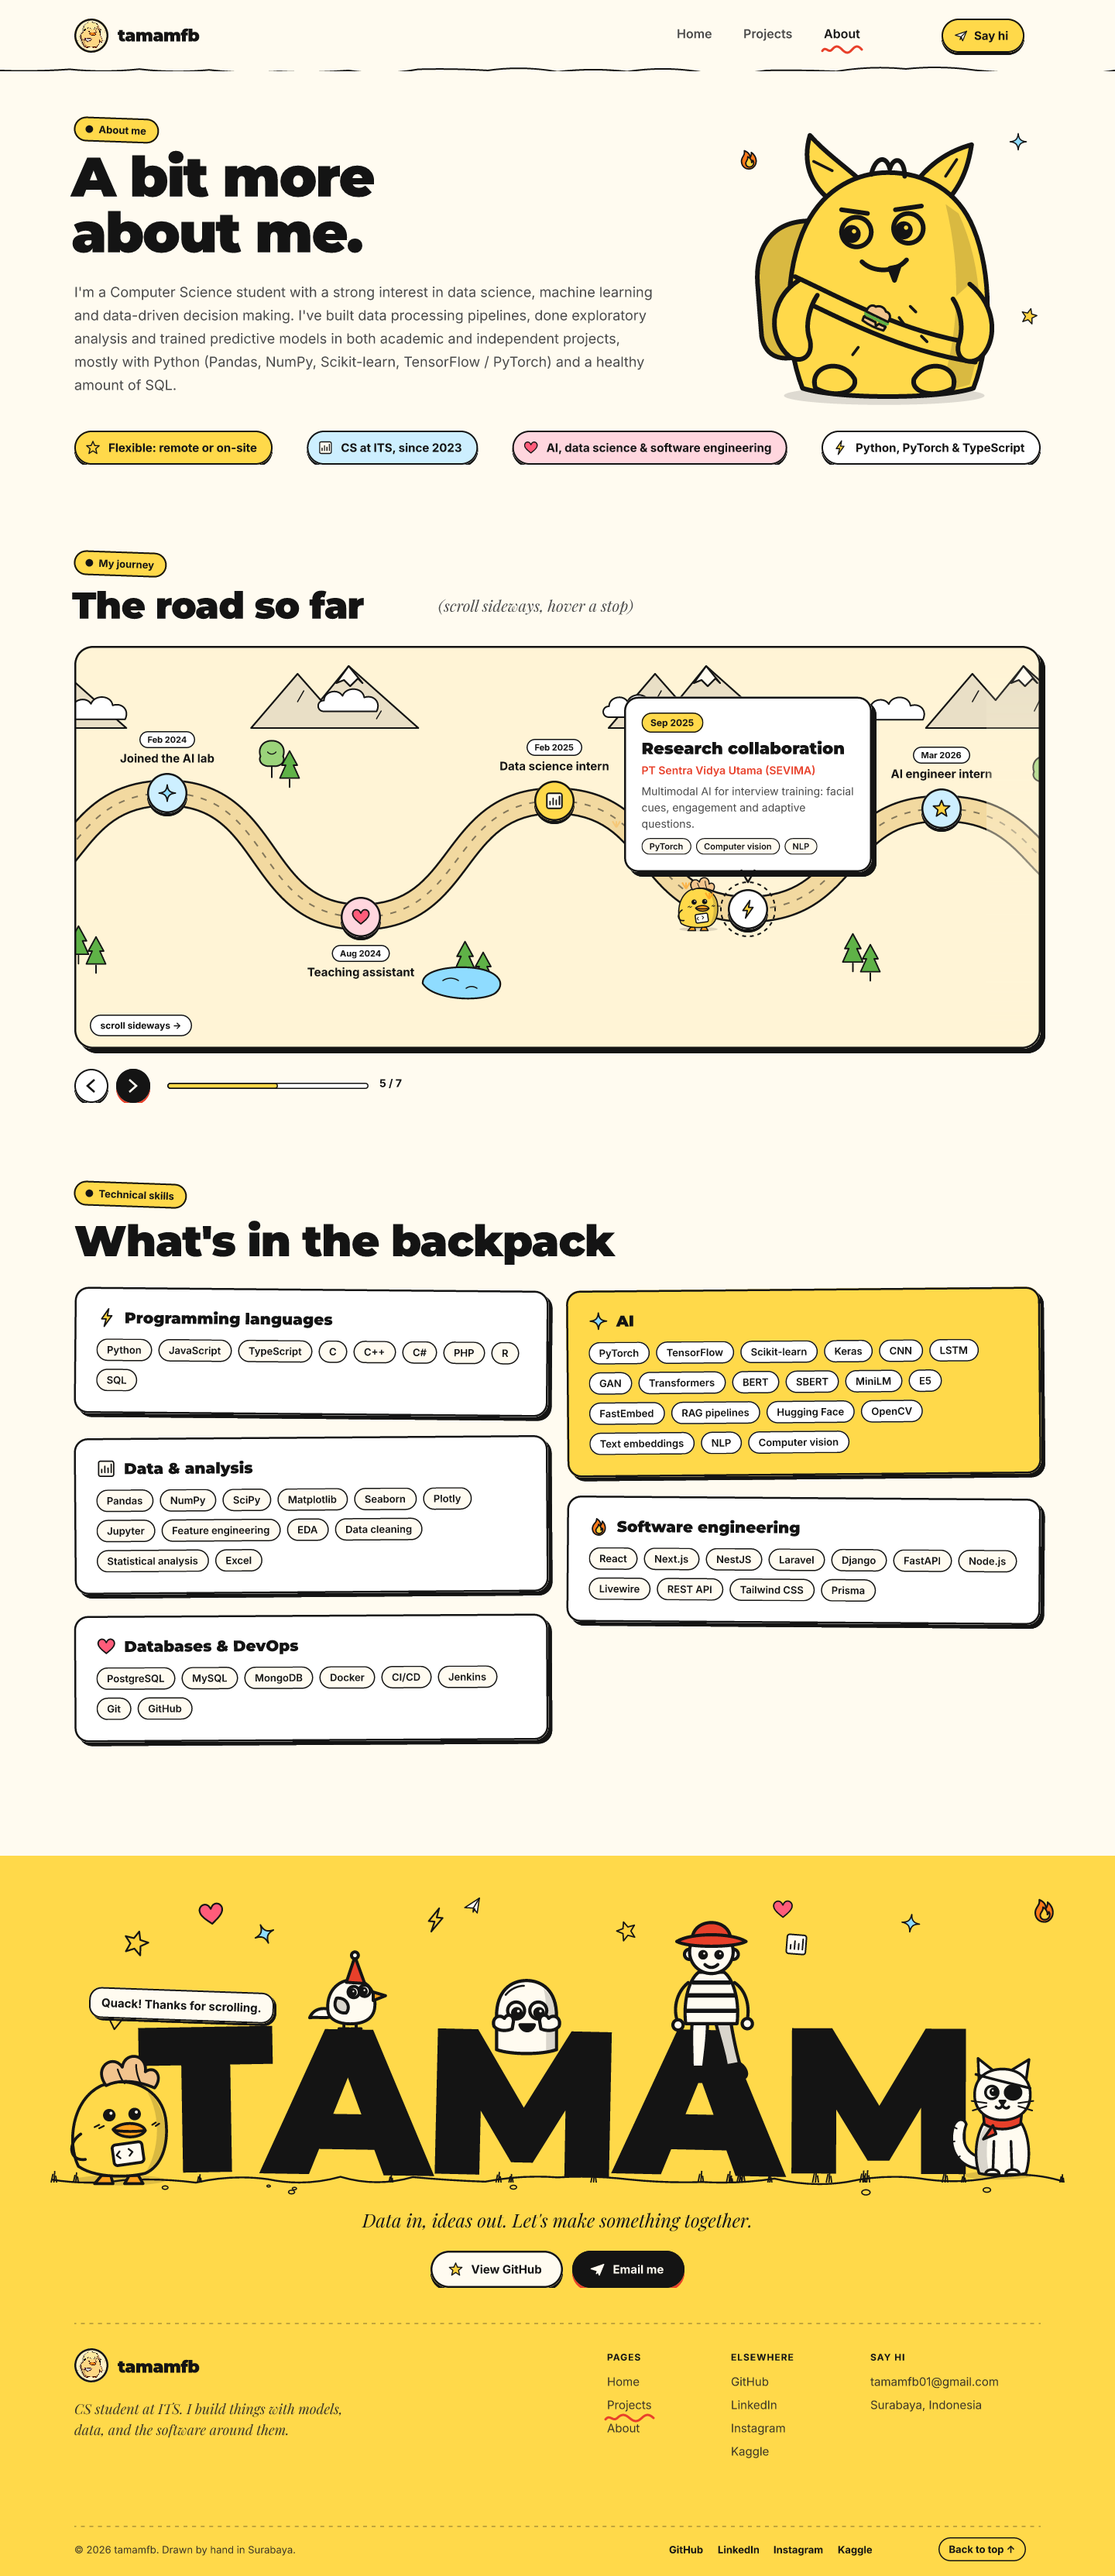 tamamfb
Home
Projects
About
Say hi
About me
A bit more
about me.
I'm a Computer Science student with a strong interest in data science, machine learning
and data-driven decision making. I've built data processing pipelines, done exploratory
analysis and trained predictive models in both academic and independent projects,
mostly with Python (Pandas, NumPy, Scikit-learn, TensorFlow / PyTorch) and a healthy
amount of SQL.
Flexible: remote or on-site
CS at ITS, since 2023
AI, data science & software engineering
Python, PyTorch & TypeScript
My journey
The road so far
(scroll sideways, hover a stop)
Feb 2024
Joined the AI lab
Aug 2024
Teaching assistant
Feb 2025
Data science intern
Sep 2025
Research collaboration
PT Sentra Vidya Utama (SEVIMA)
Multimodal AI for interview training: facial
cues, engagement and adaptive
questions.
PyTorch
Computer vision
NLP
Mar 2026
AI engineer intern
scroll sideways →
5 / 7
Technical skills
What's in the backpack
Programming languages
Python
JavaScript
TypeScript
C
C++
C#
PHP
R
SQL
AI
PyTorch
TensorFlow
Scikit-learn
Keras
CNN
LSTM
GAN
Transformers
BERT
SBERT
MiniLM
E5
FastEmbed
RAG pipelines
Hugging Face
OpenCV
Text embeddings
NLP
Computer vision
Data & analysis
Pandas
NumPy
SciPy
Matplotlib
Seaborn
Plotly
Jupyter
Feature engineering
EDA
Data cleaning
Statistical analysis
Excel
Software engineering
React
Next.js
NestJS
Laravel
Django
FastAPI
Node.js
Livewire
REST API
Tailwind CSS
Prisma
Databases & DevOps
PostgreSQL
MySQL
MongoDB
Docker
CI/CD
Jenkins
Git
GitHub
Quack! Thanks for scrolling.
TAMAM
Data in, ideas out. Let's make something together.
View GitHub
Email me
tamamfb
CS student at ITS. I build things with models,
data, and the software around them.
PAGES
Home
Projects
About
ELSEWHERE
GitHub
LinkedIn
Instagram
Kaggle
SAY HI
tamamfb01@gmail.com
Surabaya, Indonesia
© 2026 tamamfb. Drawn by hand in Surabaya.
GitHub
LinkedIn
Instagram
Kaggle
Back to top ↑